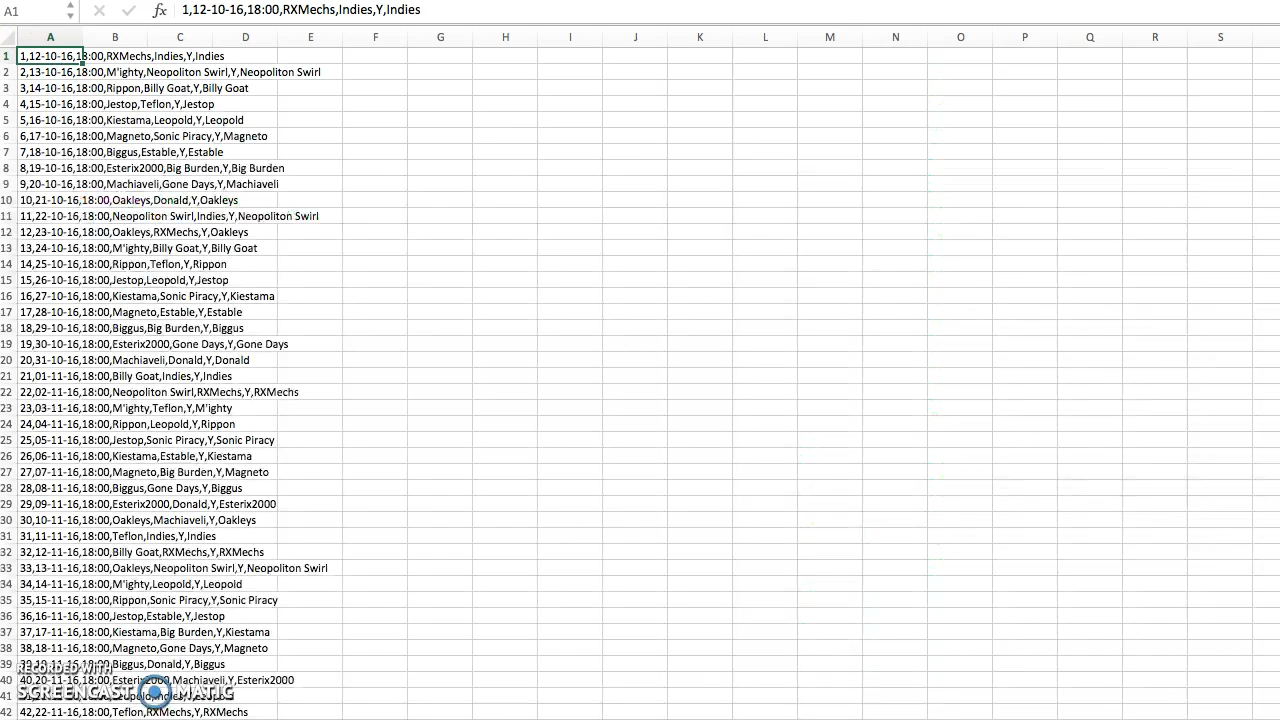 A1 fx 1,12-10-16,18:00,RXMechs,Indies,Y,Indies
A B C D E F G H I J K L M N O P Q R S
1 1,12-10-16,18:00,RXMechs,Indies,Y,Indies
2 2,13-10-16,18:00,M'ighty,Neopoliton Swirl,Y,Neopoliton Swirl
3 3,14-10-16,18:00,Rippon,Billy Goat,Y,Billy Goat
4 4,15-10-16,18:00,Jestop,Teflon,Y,Jestop
5 5,16-10-16,18:00,Kiestama,Leopold,Y,Leopold
6 6,17-10-16,18:00,Magneto,Sonic Piracy,Y,Magneto
7 7,18-10-16,18:00,Biggus,Estable,Y,Estable
8 8,19-10-16,18:00,Esterix2000,Big Burden,Y,Big Burden
9 9,20-10-16,18:00,Machiaveli,Gone Days,Y,Machiaveli
10 10,21-10-16,18:00,Oakleys,Donald,Y,Oakleys
11 11,22-10-16,18:00,Neopoliton Swirl,Indies,Y,Neopoliton Swirl
12 12,23-10-16,18:00,Oakleys,RXMechs,Y,Oakleys
13 13,24-10-16,18:00,M'ighty,Billy Goat,Y,Billy Goat
14 14,25-10-16,18:00,Rippon,Teflon,Y,Rippon
15 15,26-10-16,18:00,Jestop,Leopold,Y,Jestop
16 16,27-10-16,18:00,Kiestama,Sonic Piracy,Y,Kiestama
17 17,28-10-16,18:00,Magneto,Estable,Y,Estable
18 18,29-10-16,18:00,Biggus,Big Burden,Y,Biggus
19 19,30-10-16,18:00,Esterix2000,Gone Days,Y,Gone Days
20 20,31-10-16,18:00,Machiaveli,Donald,Y,Donald
21 21,01-11-16,18:00,Billy Goat,Indies,Y,Indies
22 22,02-11-16,18:00,Neopoliton Swirl,RXMechs,Y,RXMechs
23 23,03-11-16,18:00,M'ighty,Teflon,Y,M'ighty
24 24,04-11-16,18:00,Rippon,Leopold,Y,Rippon
25 25,05-11-16,18:00,Jestop,Sonic Piracy,Y,Sonic Piracy
26 26,06-11-16,18:00,Kiestama,Estable,Y,Kiestama
27 27,07-11-16,18:00,Magneto,Big Burden,Y,Magneto
28 28,08-11-16,18:00,Biggus,Gone Days,Y,Biggus
29 29,09-11-16,18:00,Esterix2000,Donald,Y,Esterix2000
30 30,10-11-16,18:00,Oakleys,Machiaveli,Y,Oakleys
31 31,11-11-16,18:00,Teflon,Indies,Y,Indies
32 32,12-11-16,18:00,Billy Goat,RXMechs,Y,RXMechs
33 33,13-11-16,18:00,Oakleys,Neopoliton Swirl,Y,Neopoliton Swirl
34 34,14-11-16,18:00,M'ighty,Leopold,Y,Leopold
35 35,15-11-16,18:00,Rippon,Sonic Piracy,Y,Sonic Piracy
36 36,16-11-16,18:00,Jestop,Estable,Y,Jestop
37 37,17-11-16,18:00,Kiestama,Big Burden,Y,Kiestama
38 38,18-11-16,18:00,Magneto,Gone Days,Y,Magneto
39 Biggus,Donald,Y,Biggus
RECORDED WITH
40 40,20-11-16,18:00,Esterix2000,Machiaveli,Y,Esterix2000
SCREENCAST MATIC
41
42 42,22-11-16,18:00,Teflon,RXMechs,Y,RXMechs